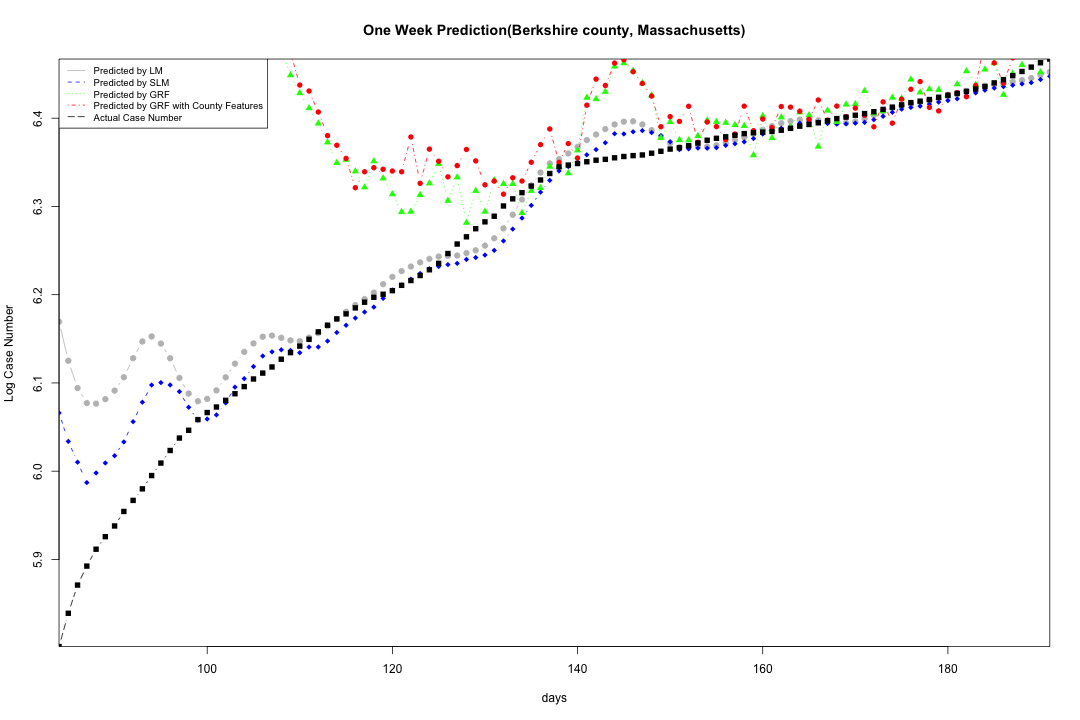 One Week Prediction(Berkshire county, Massachusetts)
Predicted by LM
Predicted by SLM
Predicted by GRF
Predicted by GRF with County Features
Actual Case Number
Log Case Number
6.4
6.3
6.2
6.1
6.0
5.9
100 120 140 160 180
days